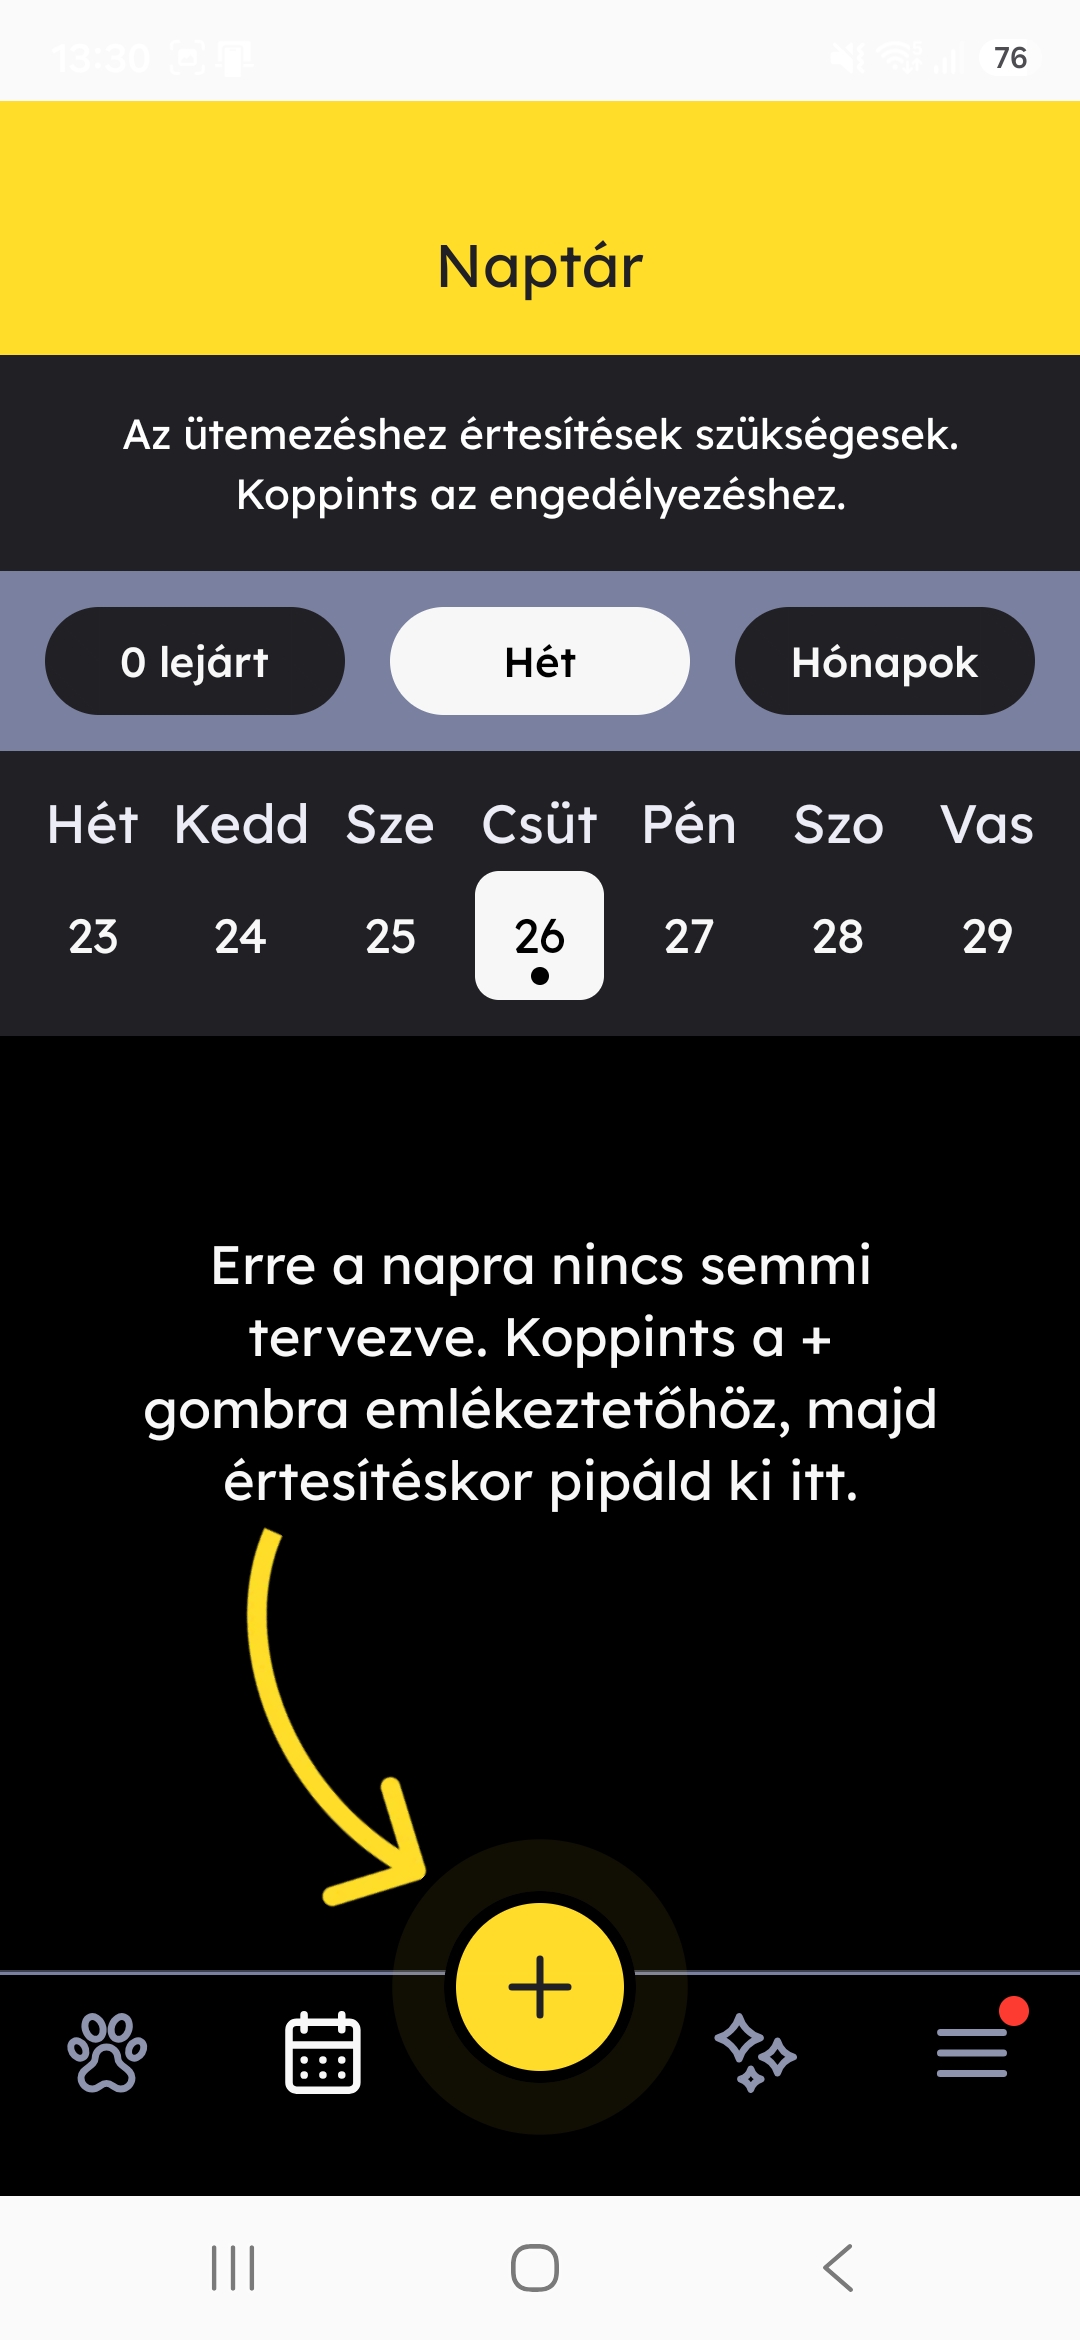 13:30
76
Naptár
Az ütemezéshez értesítések szükségesek.
Koppints az engedélyezéshez.
0 lejárt
Hét
Hónapok
Hét Kedd Sze Csüt Pén Szo Vas
23 24 25 26 27 28 29
Erre a napra nincs semmi
tervezve. Koppints a +
gombra emlékeztetőhöz, majd
értesítéskor pipáld ki itt.